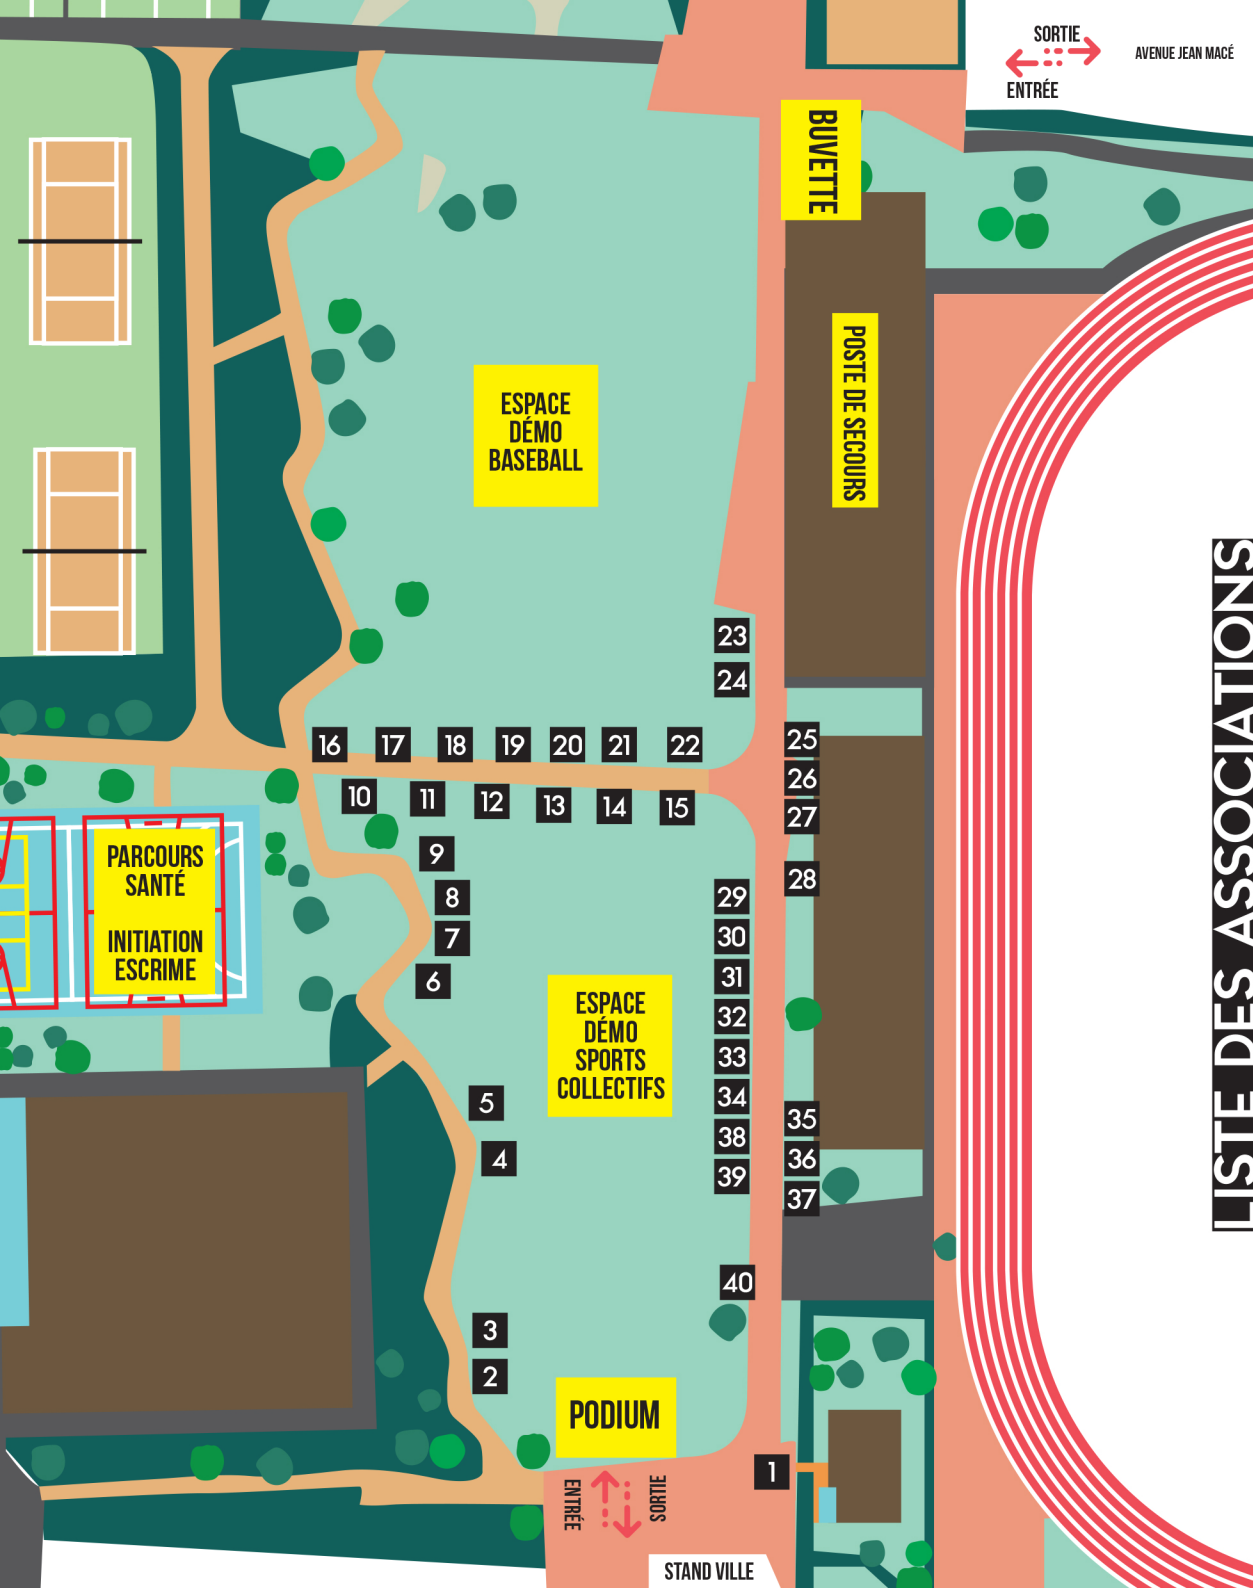 SORTIE
ENTRÉE
AVENUE JEAN MACÉ
BUVETTE
POSTE DE SECOURS
ESPACE
DÉMO
BASEBALL
23
24
16
17
18
19
20
21
22
25
26
27
28
10
11
12
13
14
15
9
8
7
6
PARCOURS
SANTÉ
INITIATION
ESCRIME
29
30
31
32
33
34
38
39
ESPACE
DÉMO
SPORTS
COLLECTIFS
35
36
37
5
4
40
3
2
PODIUM
1
ENTRÉE
SORTIE
STAND VILLE
LISTE DES ASSOCIATIONS